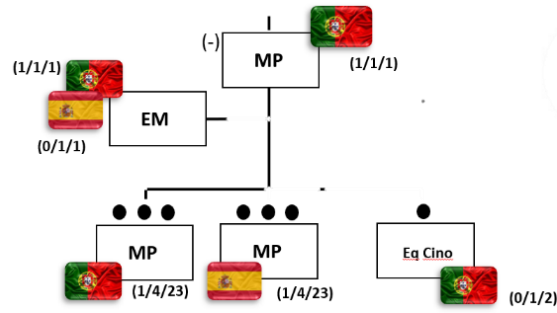 (-)
MP
(1/1/1)
(1/1/1)
EM
(0/1/1)
MP
(1/4/23)
MP
(1/4/23)
Eq Cino
(0/1/2)